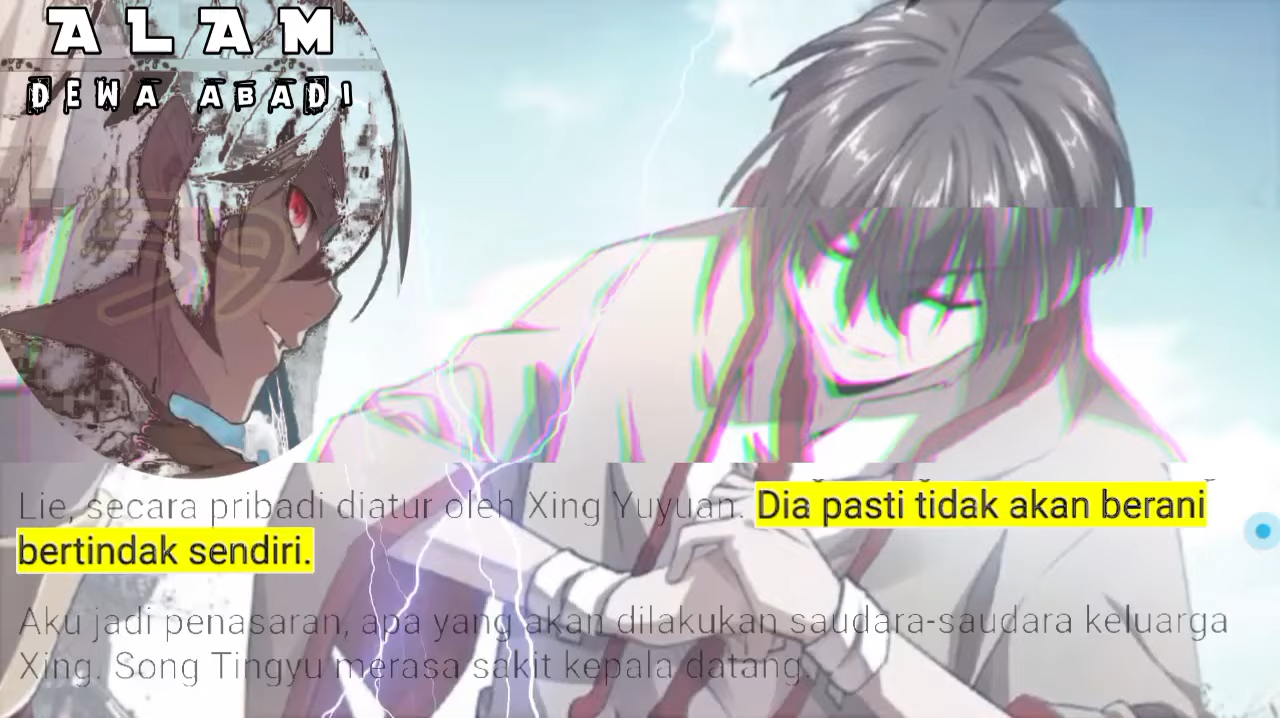 ALAM
DEWA ABADI
59
Lie, secara pribadi diatur oleh Xing Yuyuan. Dia pasti tidak akan berani
bertindak sendiri.
Aku jadi penasaran, apa yang akan dilakukan saudara-saudara keluarga
Xing. Song Tingyu merasa sakit kepala datang.